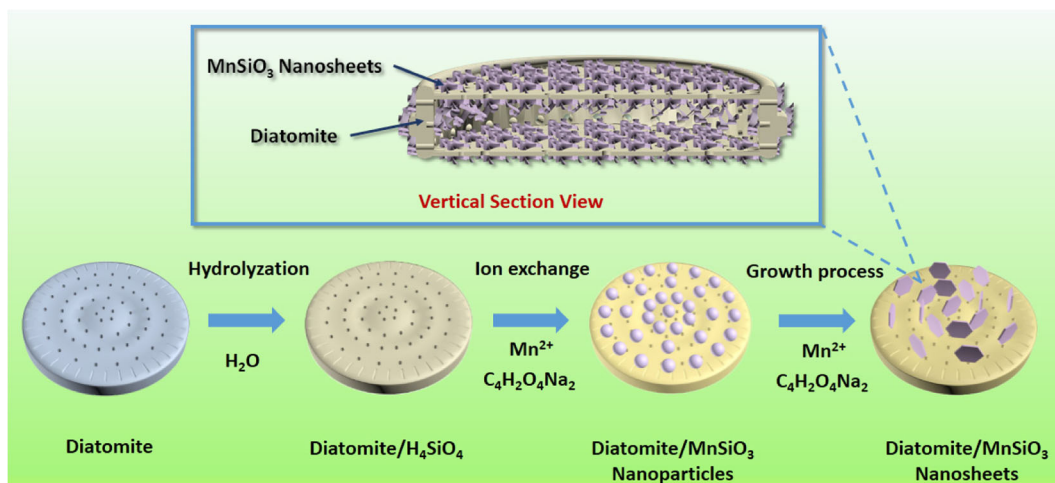 MnSiO₃ Nanosheets
Diatomite
Vertical Section View
Hydrolyzation
H₂O
Ion exchange
Mn²⁺
C₄H₂O₄Na₂
Growth process
Mn²⁺
C₄H₂O₄Na₂
Diatomite
Diatomite/H₄SiO₄
Diatomite/MnSiO₃
Nanoparticles
Diatomite/MnSiO₃
Nanosheets